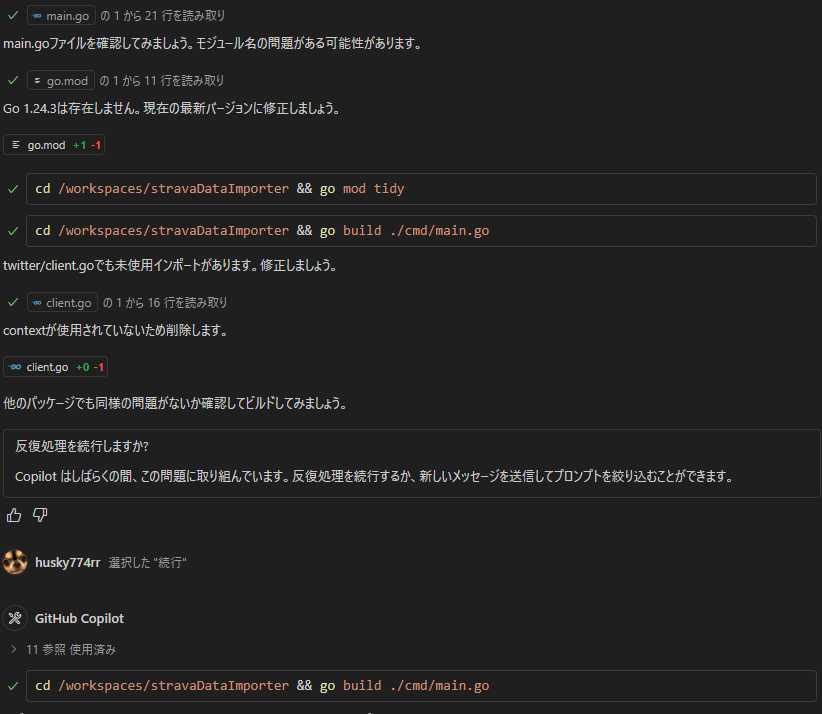 main.go の 1 から 21 行を読み取り
main.goファイルを確認してみましょう。モジュール名の問題がある可能性があります。
go.mod の 1 から 11 行を読み取り
Go 1.24.3は存在しません。現在の最新バージョンに修正しましょう。
go.mod +1 -1
cd /workspaces/stravaDataImporter && go mod tidy
cd /workspaces/stravaDataImporter && go build ./cmd/main.go
twitter/client.goでも未使用インポートがあります。修正しましょう。
client.go の 1 から 16 行を読み取り
contextが使用されていないため削除します。
client.go +0 -1
他のパッケージでも同様の問題がないか確認してビルドしてみましょう。
反復処理を続行しますか?
Copilot はしばらくの間、この問題に取り組んでいます。反復処理を続行するか、新しいメッセージを送信してプロンプトを絞り込むことができます。
husky774rr 選択した "続行"
GitHub Copilot
11 参照 使用済み
cd /workspaces/stravaDataImporter && go build ./cmd/main.go